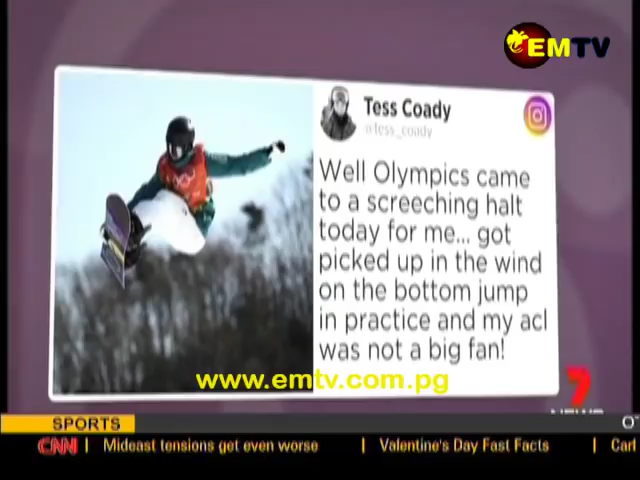 EMTV
Tess Coady
@tess_coady
Well Olympics came
to a screeching halt
today for me... got
picked up in the wind
on the bottom jump
in practice and my acl
was not a big fan!
www.emtv.com.pg
7
SPORTS
CNN Mideast tensions get even worse Valentine's Day Fast Facts Carl